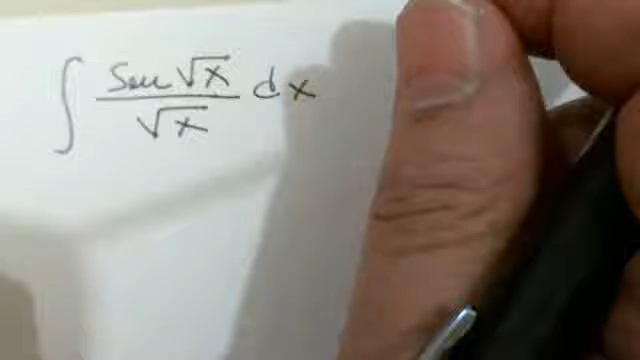 ∫ Sen √x / √x dx